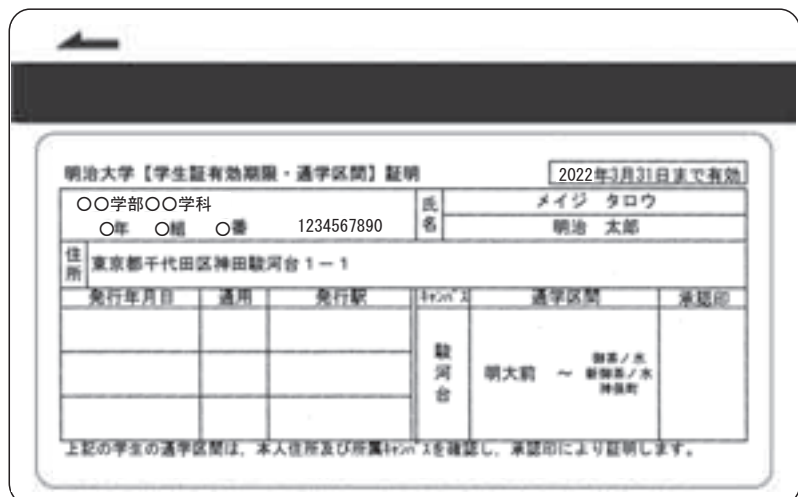 明治大学【学生証有効期限・通学区間】証明
2022年3月31日まで有効
○○学部○○学科
○年 ○組 ○番 1234567890
氏名
メイジ タロウ
明治 太郎
住所
東京都千代田区神田駿河台1-1
発行年月日 通用 発行駅 キャンパス 通学区間 承認印
駿河台
明大前 ~
御茶ノ水
新御茶ノ水
神保町
上記の学生の通学区間は、本人住所及び所属キャンパスを確認し、承認印により証明します。